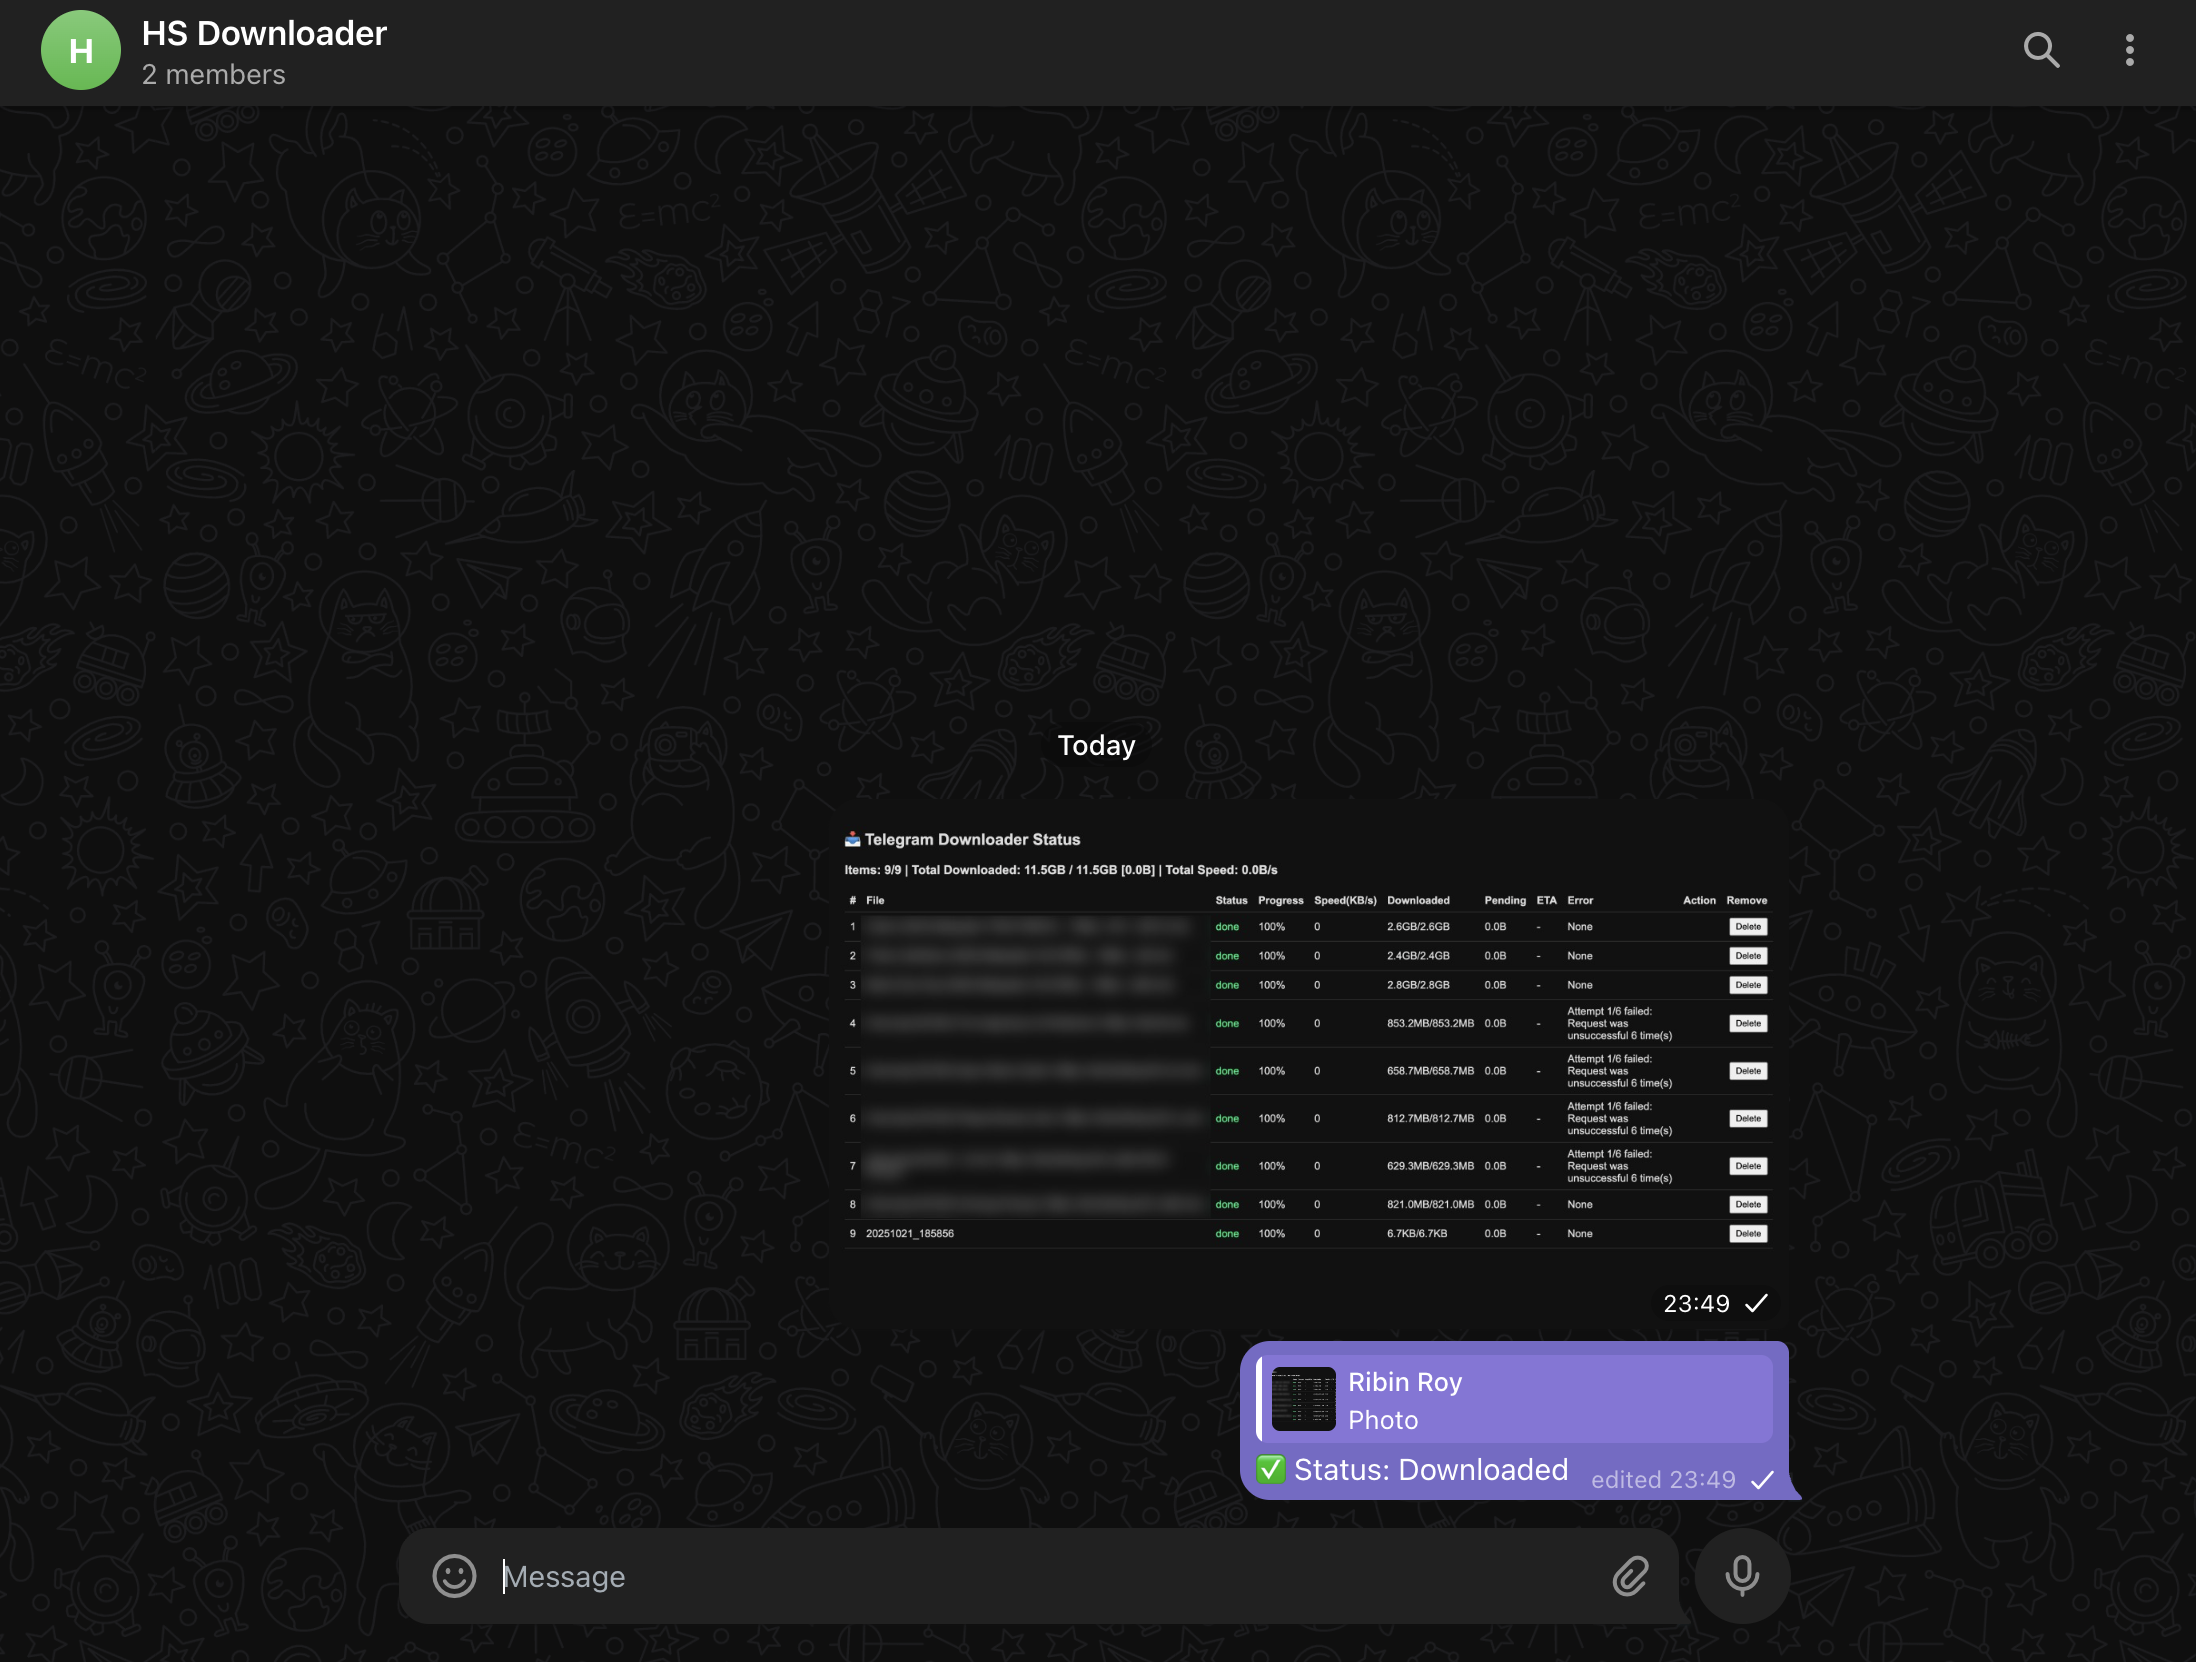 H
HS Downloader
2 members
Today
📥 Telegram Downloader Status
Items: 9/9 | Total Downloaded: 11.5GB / 11.5GB [0.0B] | Total Speed: 0.0B/s
# File Status Progress Speed(KB/s) Downloaded Pending ETA Error Action Remove
1 done 100% 0 2.6GB/2.6GB 0.0B - None Delete
2 done 100% 0 2.4GB/2.4GB 0.0B - None Delete
3 done 100% 0 2.8GB/2.8GB 0.0B - None Delete
4 done 100% 0 853.2MB/853.2MB 0.0B - Attempt 1/6 failed:
Request was
unsuccessful 6 time(s) Delete
5 done 100% 0 658.7MB/658.7MB 0.0B - Attempt 1/6 failed:
Request was
unsuccessful 6 time(s) Delete
6 done 100% 0 812.7MB/812.7MB 0.0B - Attempt 1/6 failed:
Request was
unsuccessful 6 time(s) Delete
7 done 100% 0 629.3MB/629.3MB 0.0B - Attempt 1/6 failed:
Request was
unsuccessful 6 time(s) Delete
8 done 100% 0 821.0MB/821.0MB 0.0B - None Delete
9 20251021_185856 done 100% 0 6.7KB/6.7KB 0.0B - None Delete
23:49
Ribin Roy
Photo
✅ Status: Downloaded edited 23:49
Message